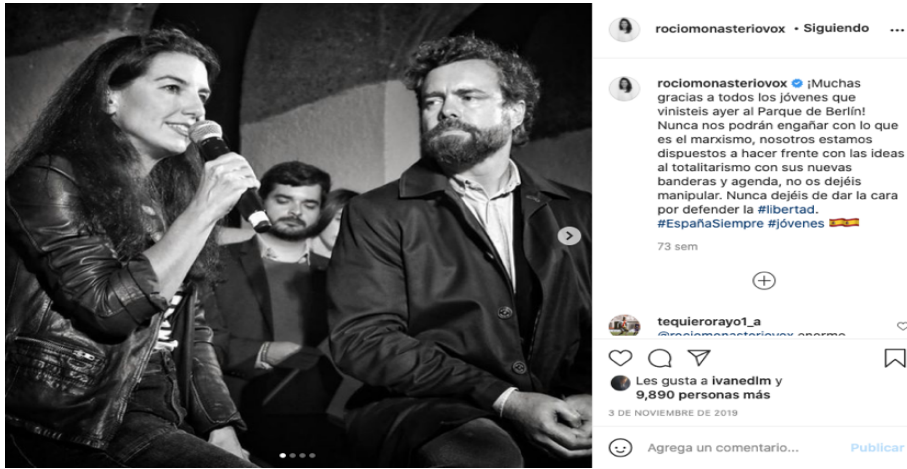 rociomonasteriovox • Siguiendo
rociomonasteriovox ¡Muchas
gracias a todos los jóvenes que
vinisteis ayer al Parque de Berlín!
Nunca nos podrán engañar con lo que
es el marxismo, nosotros estamos
dispuestos a hacer frente con las ideas
al totalitarismo con sus nuevas
banderas y agenda, no os dejéis
manipular. Nunca dejéis de dar la cara
por defender la #libertad.
#EspañaSiempre #jóvenes
73 sem
tequierorayo1_a
@rociomonasteriovox enorme
Les gusta a ivanedlm y
9,890 personas más
3 DE NOVIEMBRE DE 2019
Agrega un comentario... Publicar